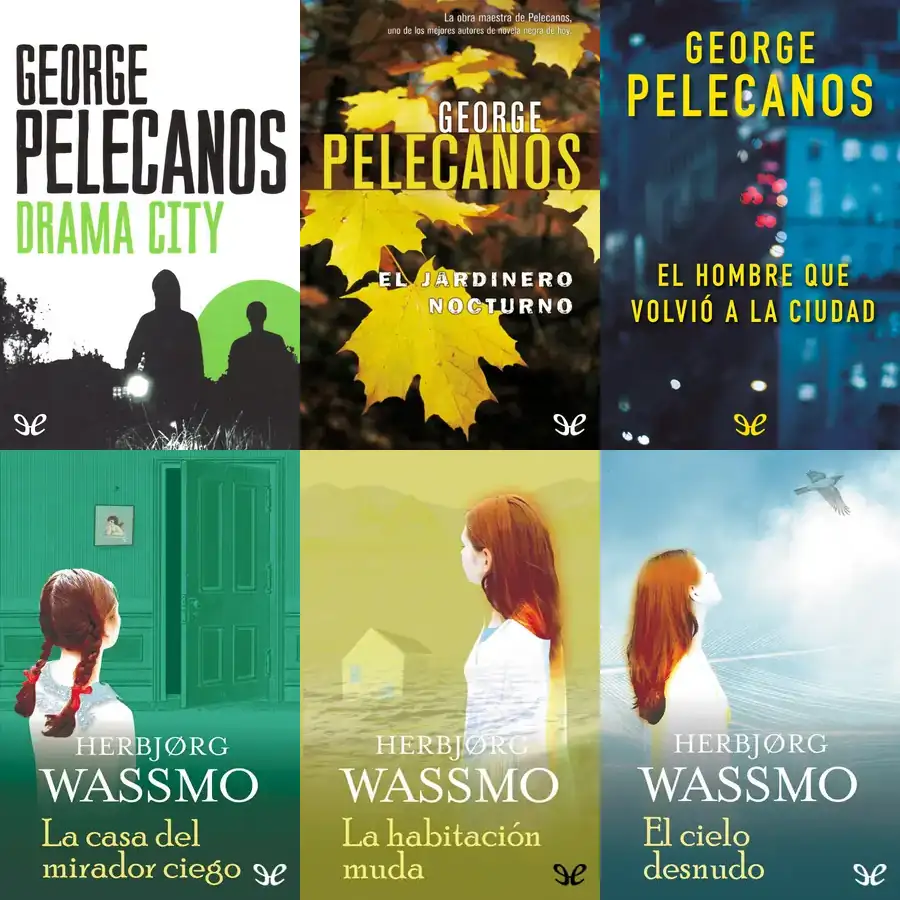 GEORGE
PELECANOS
DRAMA CITY
La obra maestra de Pelecanos,
uno de los mejores autores de novela negra de hoy.
GEORGE
PELECANOS
EL JARDINERO
NOCTURNO
GEORGE
PELECANOS
EL HOMBRE QUE
VOLVIÓ A LA CIUDAD
HERBJØRG
WASSMO
La casa del
mirador ciego
HERBJØRG
WASSMO
La habitación
muda
HERBJØRG
WASSMO
El cielo
desnudo